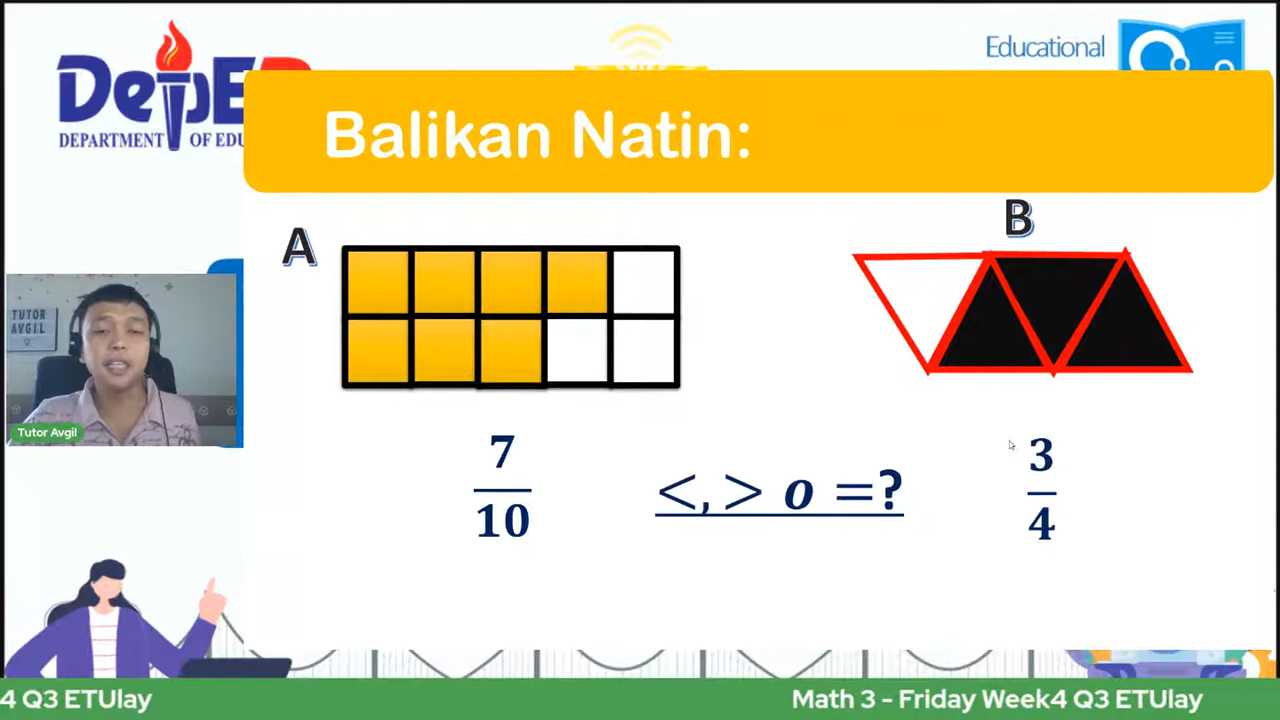 DepED
DEPARTMENT OF EDU
Educational
Balikan Natin:
A
B
TUTOR
AVGIL
Tutor Avgil
7
10
<, > o =?
3
4
4 Q3 ETUlay
Math 3 - Friday Week4 Q3 ETUlay